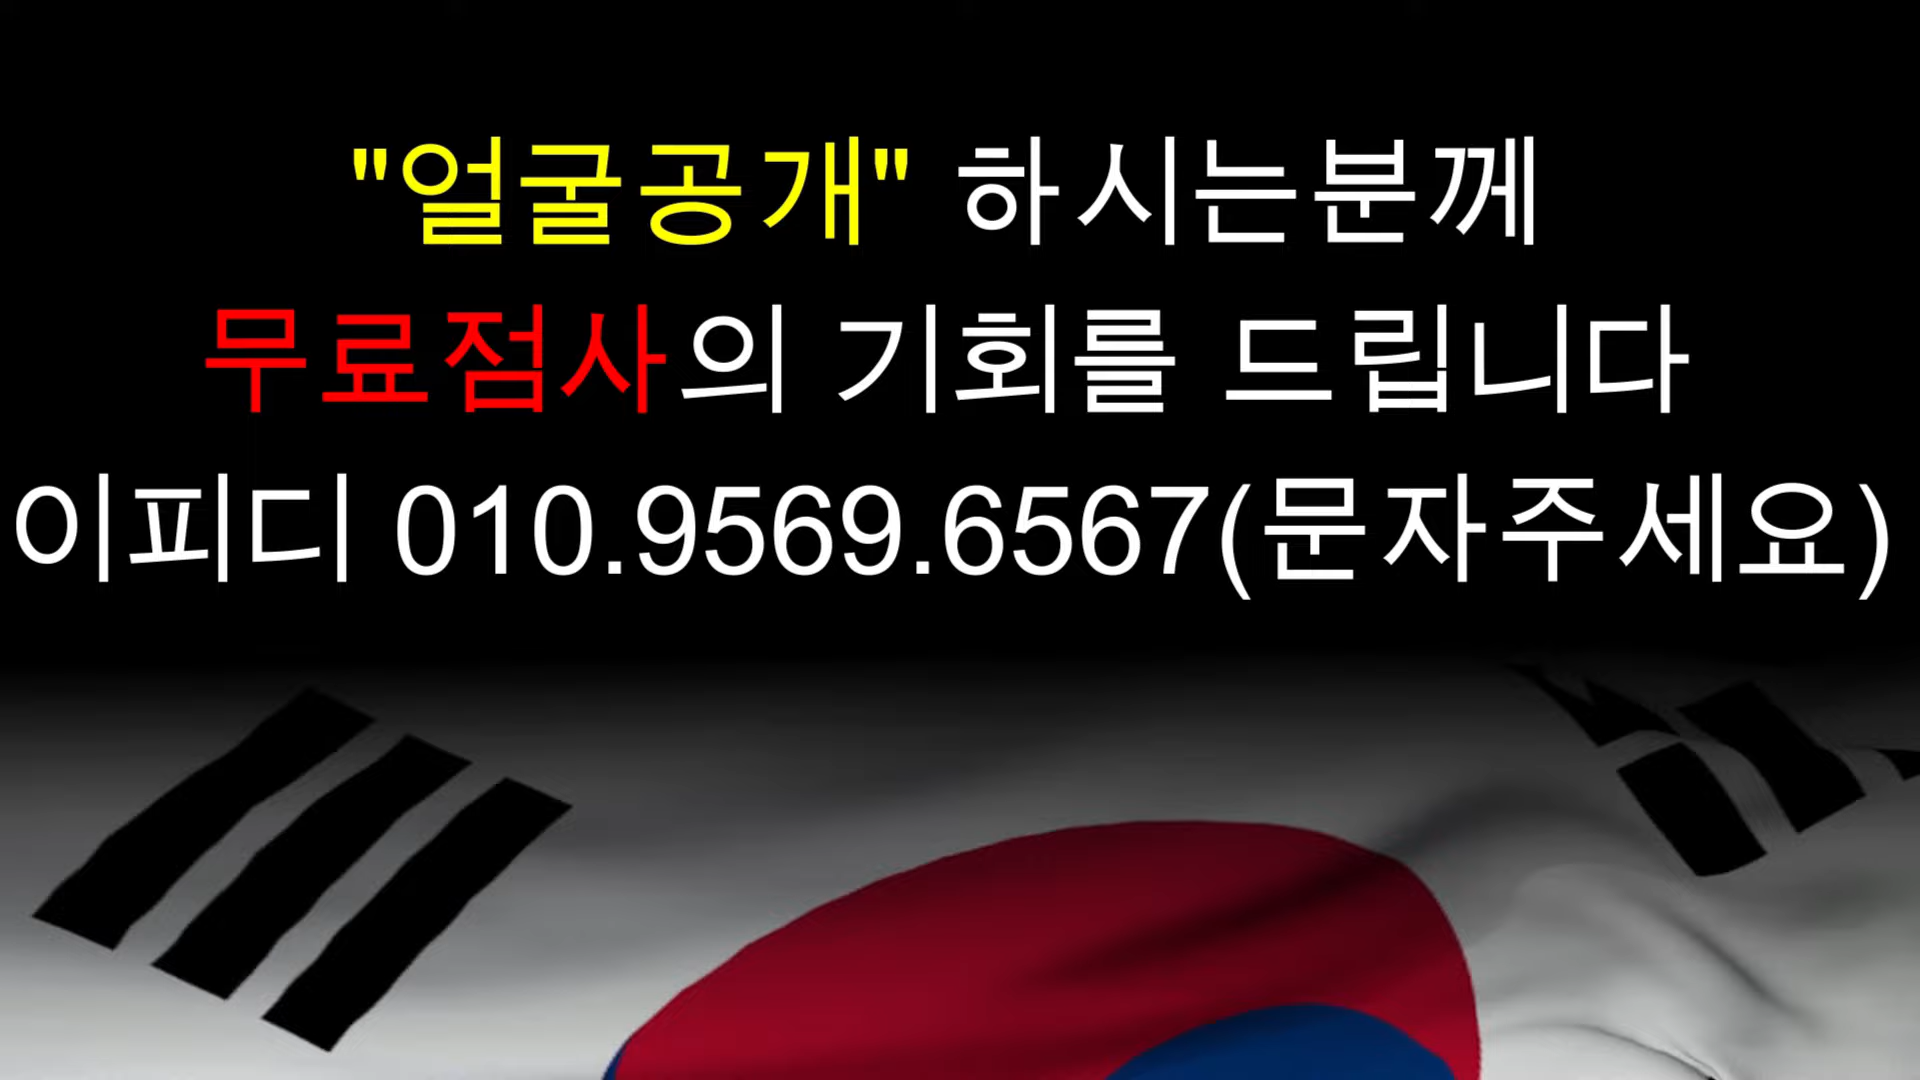 "얼굴공개" 하시는분께
무료점사의 기회를 드립니다
이피디 010.9569.6567(문자주세요)